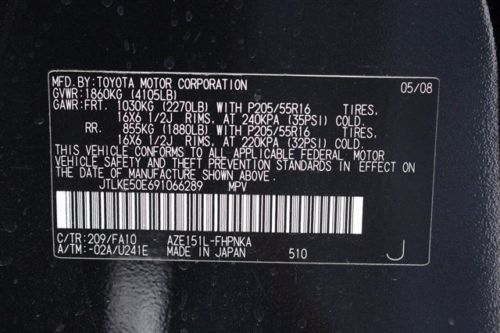 MFD.BY:TOYOTA MOTOR CORPORATION 05/08
GVWR:1860KG (4105LB)
GAWR:FRT. 1030KG (2270LB) WITH P205/55R16 TIRES,
16X6 1/2J RIMS, AT 240KPA (35PSI) COLD.
RR. 855KG (1880LB) WITH P205/55R16 TIRES,
16X6 1/2J RIMS, AT 220KPA (32PSI) COLD.
THIS VEHICLE CONFORMS TO ALL APPLICABLE FEDERAL MOTOR
VEHICLE SAFETY AND THEFT PREVENTION STANDARDS IN EFFECT ON
THE DATE OF MANUFACTURE SHOWN ABOVE.
JTLKE50E691066289 MPV
C/TR:209/FA10 AZE151L-FHPNKA
A/TM:-02A/U241E MADE IN JAPAN 510 J